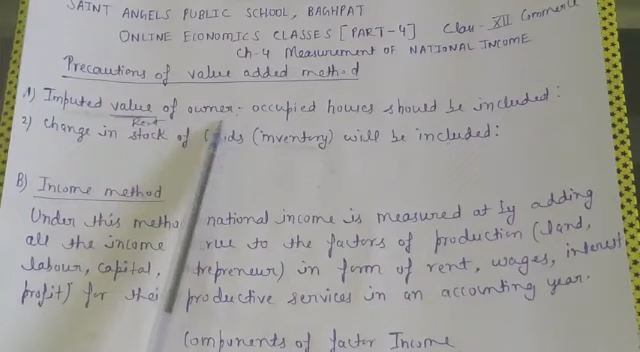 SAINT ANGELS PUBLIC SCHOOL, BAGHPAT
ONLINE ECONOMICS CLASSES [PART-4] Class-XII Commerce
Ch-4 Measurement OF NATIONAL INCOME
Precautions of value added method
1) Imputed value of owner-occupied houses should be included:
Rent
2) Change in stock of (inventory) will be included:
B) Income method
Under this national income is measured at by adding
all the income to the factors of production (land,
labour, capital, ) in form of rent, wages, interest
profit) for productive services in an accounting year.
Components of factor Income